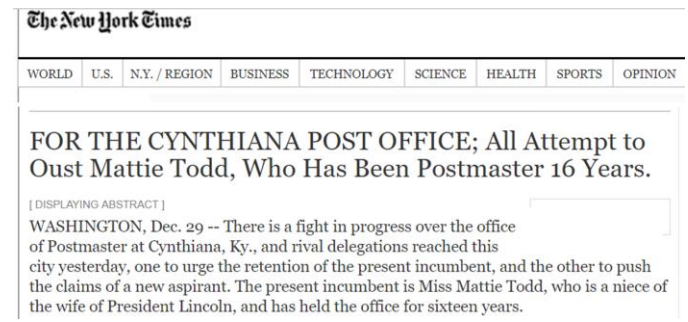 The New York Times
WORLD U.S. N.Y. / REGION BUSINESS TECHNOLOGY SCIENCE HEALTH SPORTS OPINION
FOR THE CYNTHIANA POST OFFICE; All Attempt to
Oust Mattie Todd, Who Has Been Postmaster 16 Years.
[ DISPLAYING ABSTRACT ]
WASHINGTON, Dec. 29 -- There is a fight in progress over the office
of Postmaster at Cynthiana, Ky., and rival delegations reached this
city yesterday, one to urge the retention of the present incumbent, and the other to push
the claims of a new aspirant. The present incumbent is Miss Mattie Todd, who is a niece of
the wife of President Lincoln, and has held the office for sixteen years.